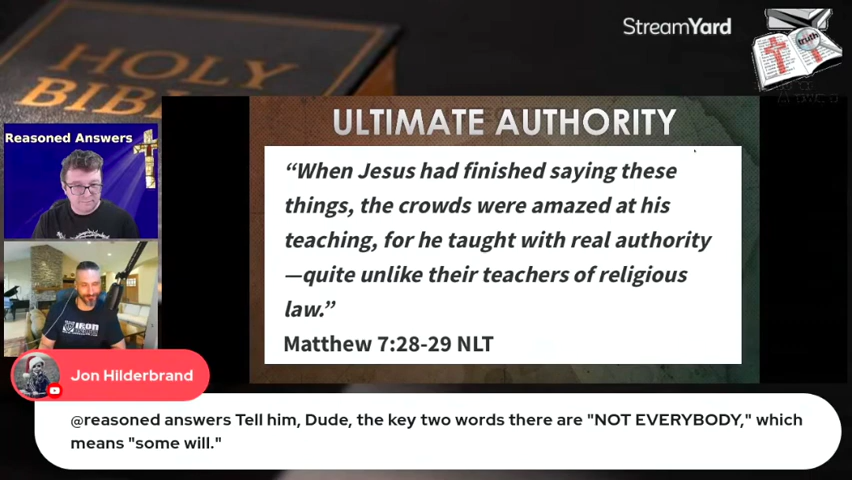 StreamYard
truth
HOLY
BIB
Reasoned Answers
ULTIMATE AUTHORITY
“When Jesus had finished saying these
things, the crowds were amazed at his
teaching, for he taught with real authority
—quite unlike their teachers of religious
law.”
Matthew 7:28-29 NLT
Jon Hilderbrand
@reasoned answers Tell him, Dude, the key two words there are "NOT EVERYBODY," which
means "some will."